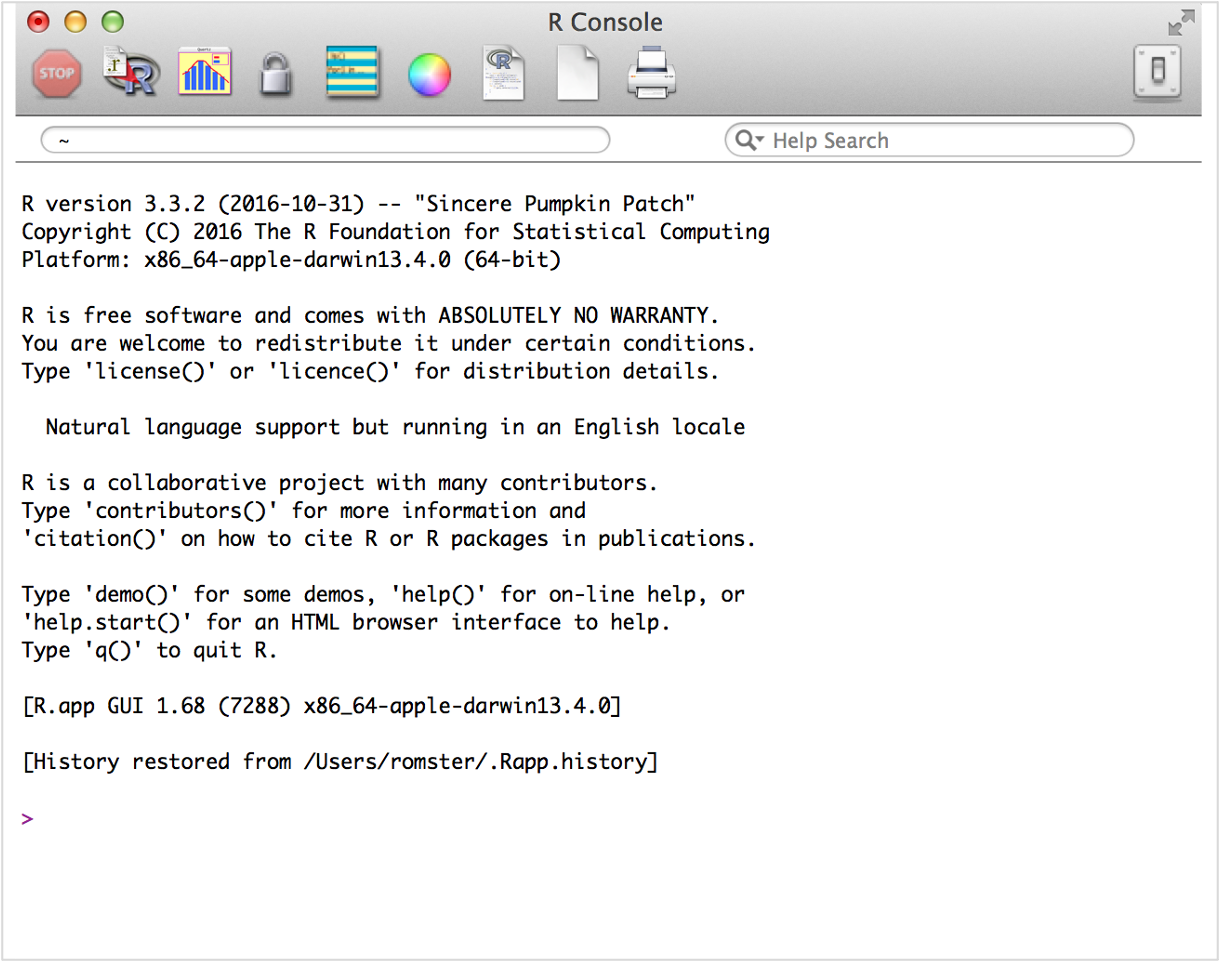 R Console
STOP
~
Help Search
R version 3.3.2 (2016-10-31) -- "Sincere Pumpkin Patch"
Copyright (C) 2016 The R Foundation for Statistical Computing
Platform: x86_64-apple-darwin13.4.0 (64-bit)
R is free software and comes with ABSOLUTELY NO WARRANTY.
You are welcome to redistribute it under certain conditions.
Type 'license()' or 'licence()' for distribution details.
Natural language support but running in an English locale
R is a collaborative project with many contributors.
Type 'contributors()' for more information and
'citation()' on how to cite R or R packages in publications.
Type 'demo()' for some demos, 'help()' for on-line help, or
'help.start()' for an HTML browser interface to help.
Type 'q()' to quit R.
[R.app GUI 1.68 (7288) x86_64-apple-darwin13.4.0]
[History restored from /Users/romster/.Rapp.history]
>